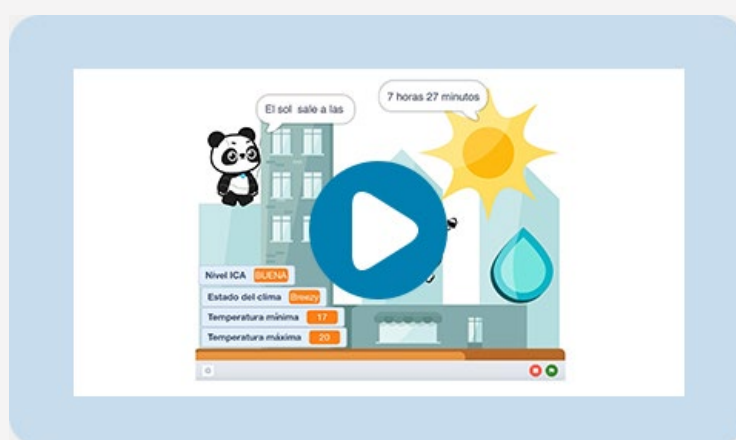 El sol sale a las
7 horas 27 minutos
Nivel ICA BUENA
Estado del clima Breezy
Temperatura mínima 17
Temperatura máxima 20